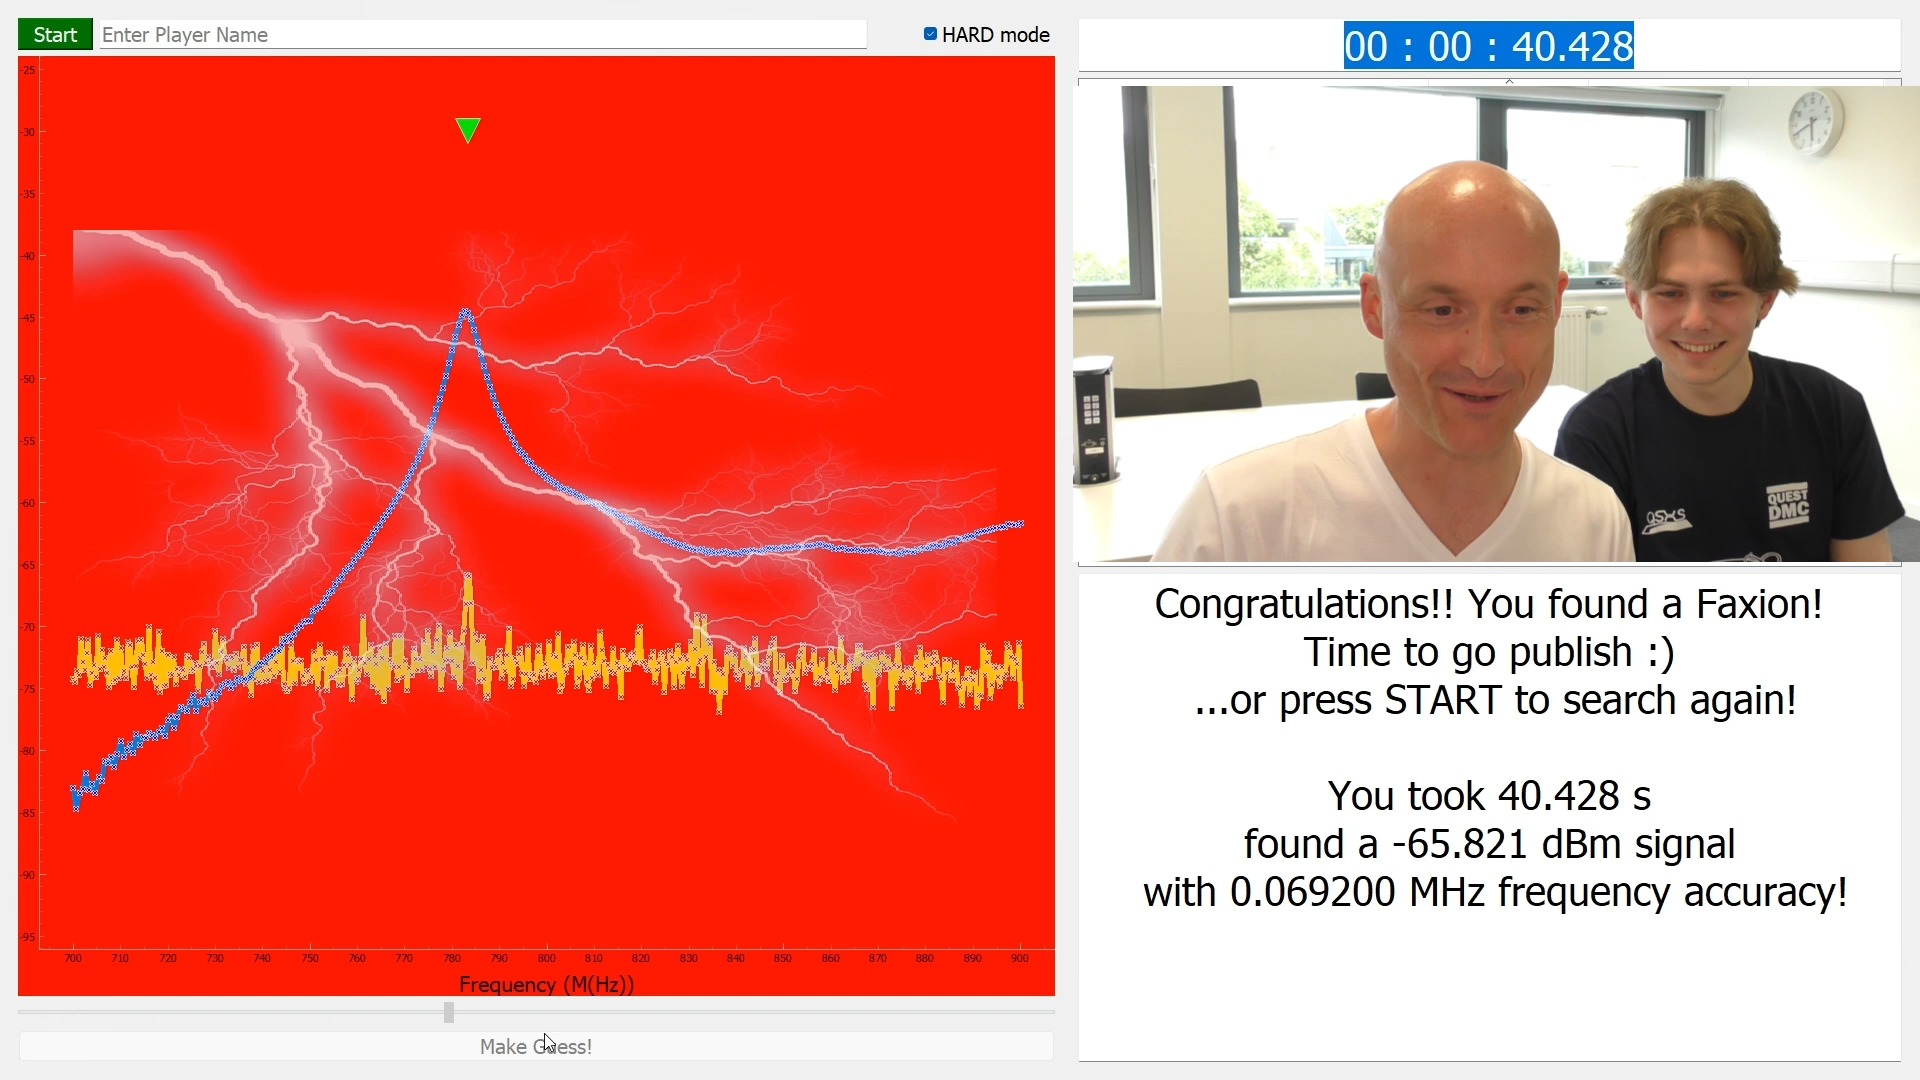 Start
Enter Player Name
HARD mode
00 : 00 : 40.428
-25
-30
-35
-40
-45
-50
-55
-60
-65
-70
-75
-80
-85
-90
-95
700 710 720 730 740 750 760 770 780 790 800 810 820 830 840 850 860 870 880 890 900
Frequency (M(Hz))
Make Guess!
QSHS
QUEST
DMC
Congratulations!! You found a Faxion!
Time to go publish :)
...or press START to search again!
You took 40.428 s
found a -65.821 dBm signal
with 0.069200 MHz frequency accuracy!